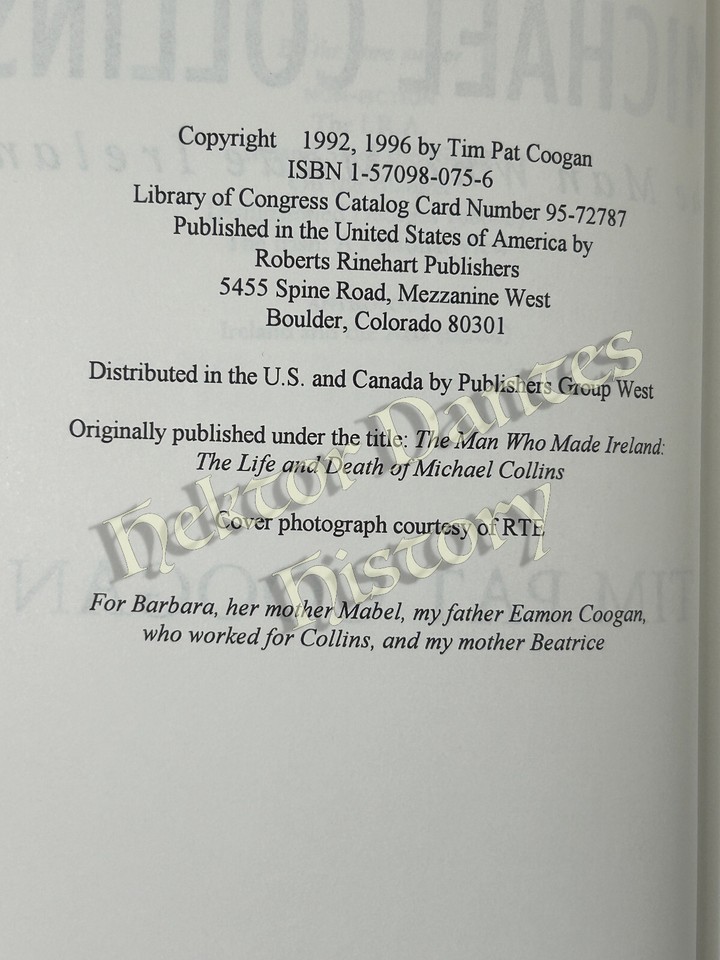 Copyright 1992, 1996 by Tim Pat Coogan
ISBN 1-57098-075-6
Library of Congress Catalog Card Number 95-72787
Published in the United States of America by
Roberts Rinehart Publishers
5455 Spine Road, Mezzanine West
Boulder, Colorado 80301
Distributed in the U.S. and Canada by Publishers Group West
Originally published under the title: The Man Who Made Ireland:
The Life and Death of Michael Collins
Cover photograph courtesy of RTE
For Barbara, her mother Mabel, my father Eamon Coogan,
who worked for Collins, and my mother Beatrice
Hektor Dantes
History